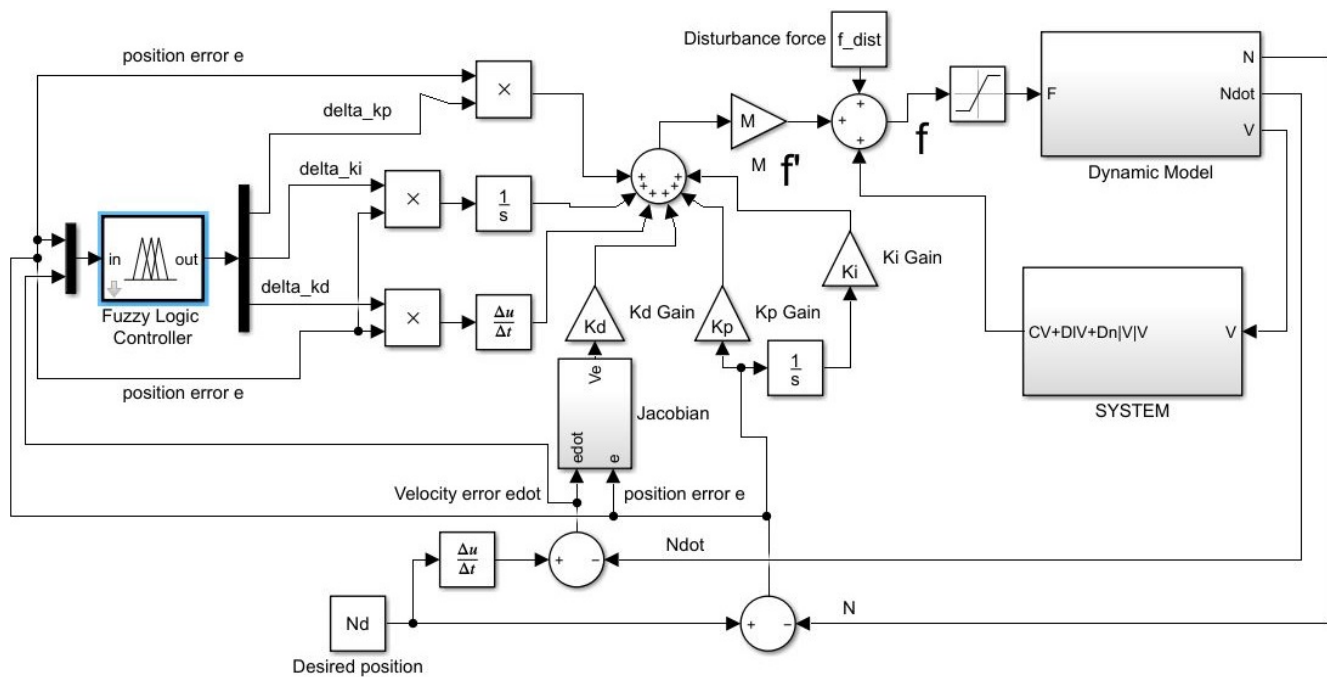 position error e
×
delta_kp
Disturbance force
f_dist
M
M
f'
+
+
+
f
F
N
Ndot
V
Dynamic Model
delta_ki
×
1
s
+
+
+
+
+
+
in
out
Fuzzy Logic
Controller
delta_kd
×
Δu
Δt
Kd
Kd Gain
Kp
Kp Gain
Ki
Ki Gain
1
s
CV+DlV+Dn|V|V
V
SYSTEM
position error e
Ve
Jacobian
edot
e
Velocity error edot
position error e
Δu
Δt
+
−
Ndot
Nd
+
−
N
Desired position